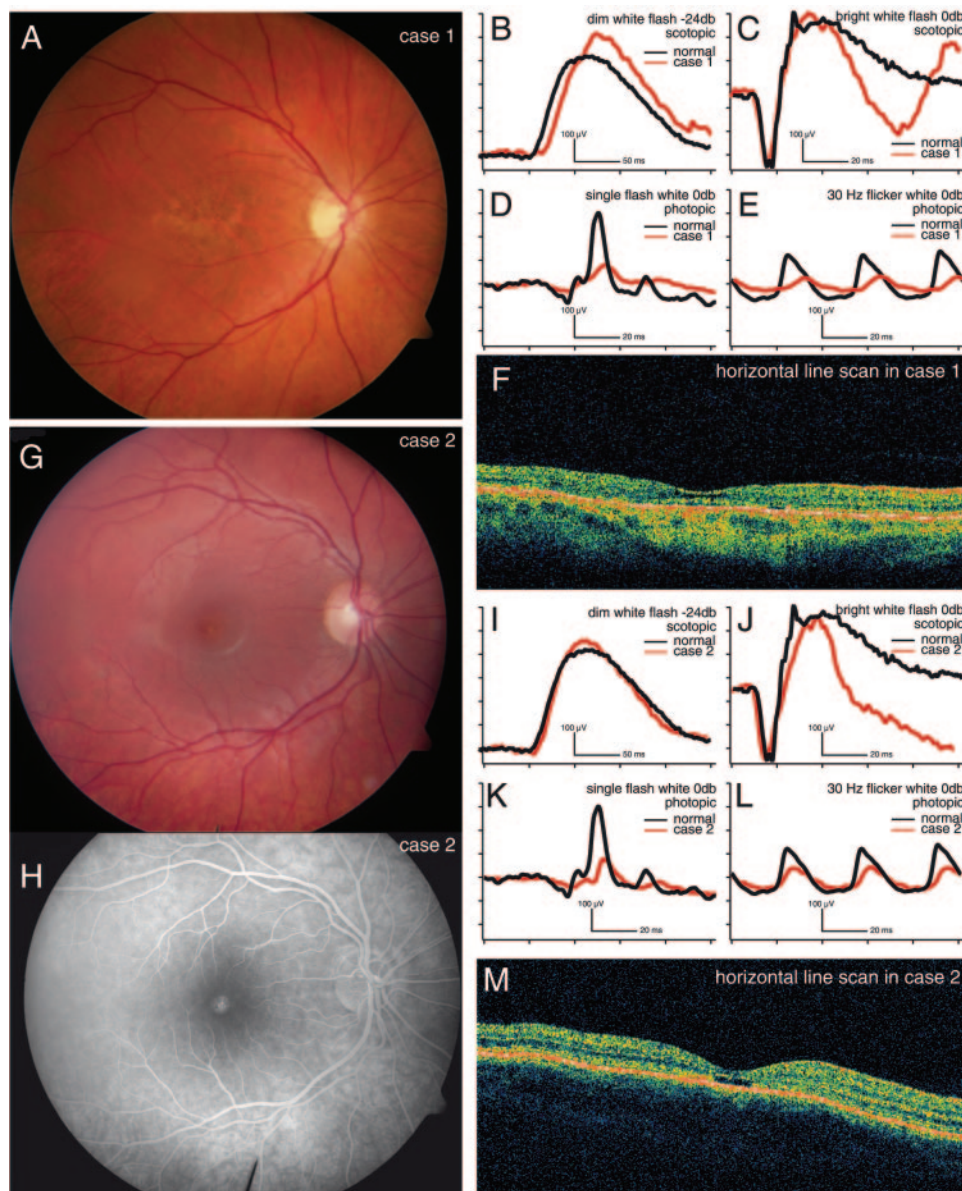 A
case 1
B
dim white flash -24db
scotopic
normal
case 1
100 µV
50 ms
C
bright white flash 0db
scotopic
100 µV
20 ms
normal
case 1
D
single flash white 0db
photopic
normal
case 1
100 µV
20 ms
E
30 Hz flicker white 0db
photopic
normal
case 1
100 µV
20 ms
F
horizontal line scan in case 1
G
case 2
H
case 2
I
dim white flash -24db
scotopic
normal
case 2
100 µV
50 ms
J
bright white flash 0db
scotopic
normal
case 2
100 µV
20 ms
K
single flash white 0db
photopic
normal
case 2
100 µV
20 ms
L
30 Hz flicker white 0db
photopic
normal
case 2
100 µV
20 ms
M
horizontal line scan in case 2